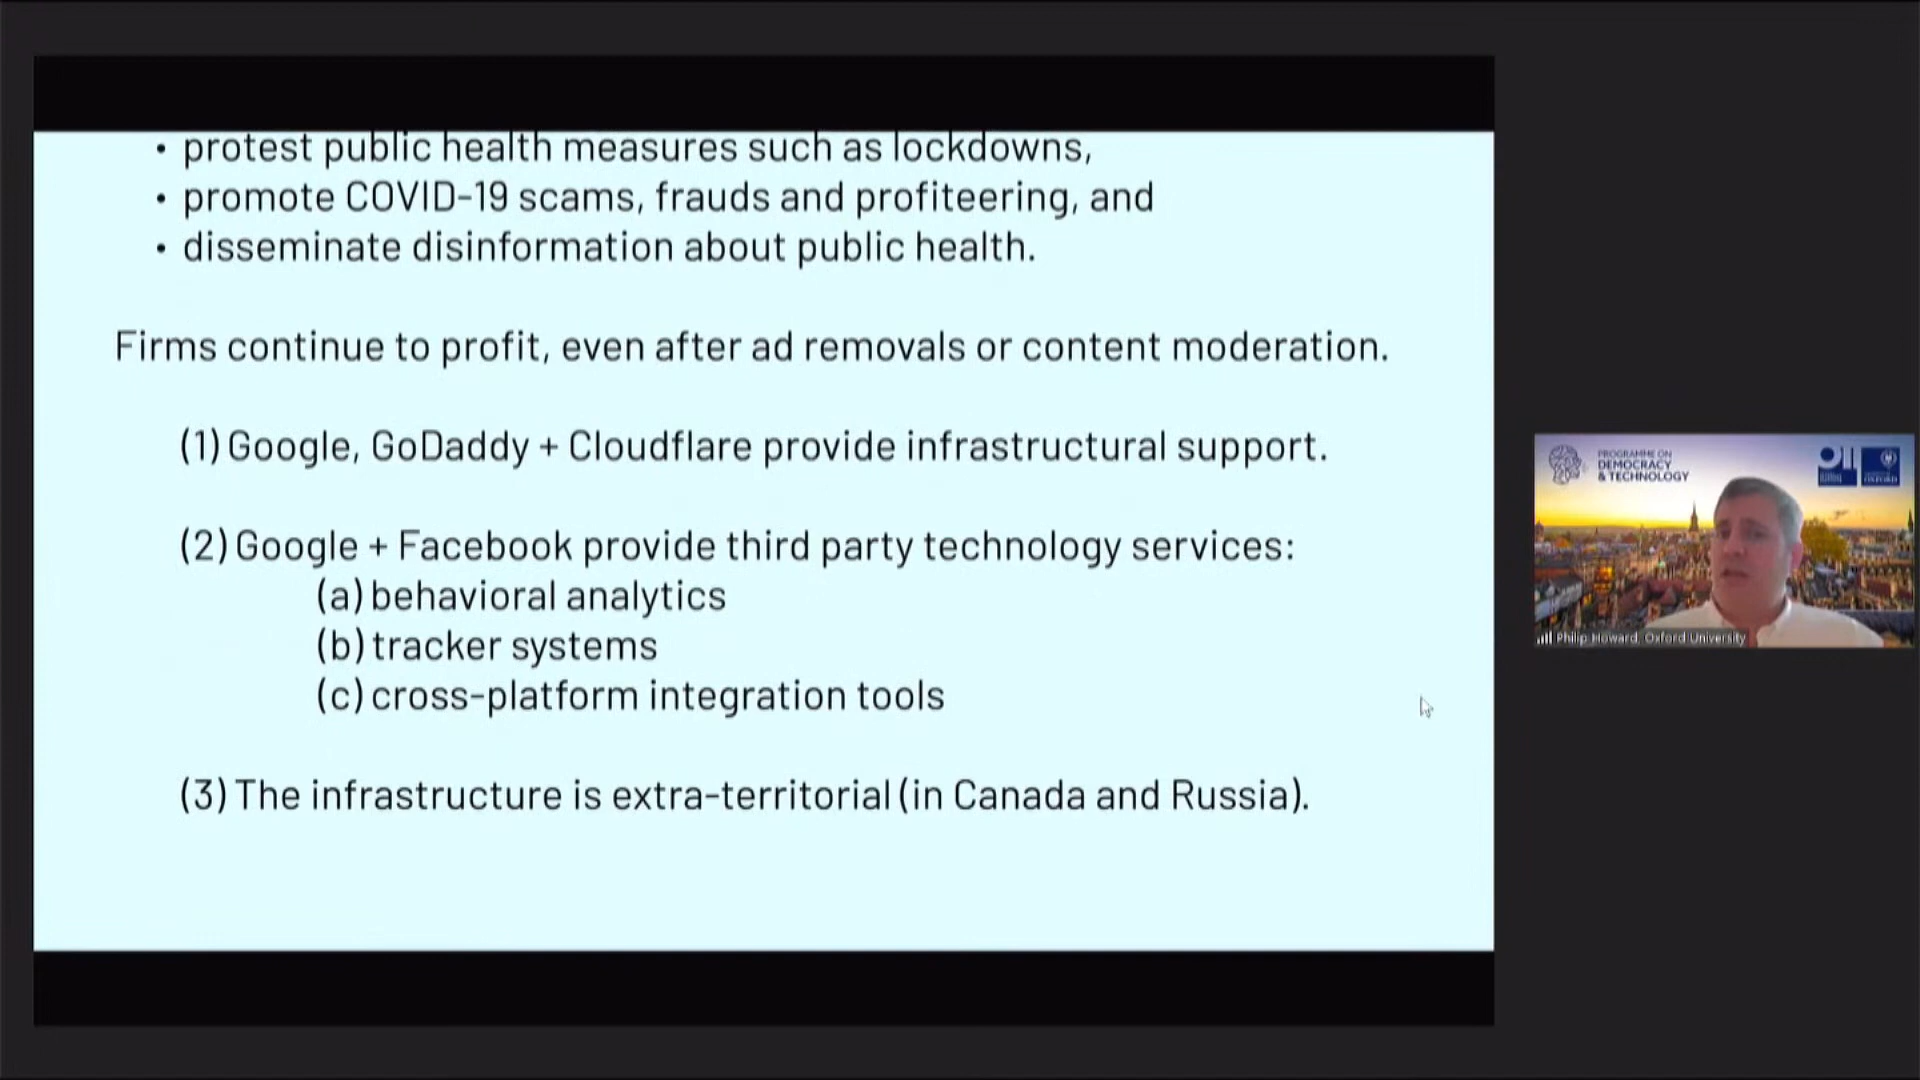 • protest public health measures such as lockdowns,
• promote COVID-19 scams, frauds and profiteering, and
• disseminate disinformation about public health.
Firms continue to profit, even after ad removals or content moderation.
(1) Google, GoDaddy + Cloudflare provide infrastructural support.
(2) Google + Facebook provide third party technology services:
(a) behavioral analytics
(b) tracker systems
(c) cross-platform integration tools
(3) The infrastructure is extra-territorial (in Canada and Russia).
PROGRAMME ON
DEMOCRACY
& TECHNOLOGY
OII
OXFORD
Philip Howard, Oxford University